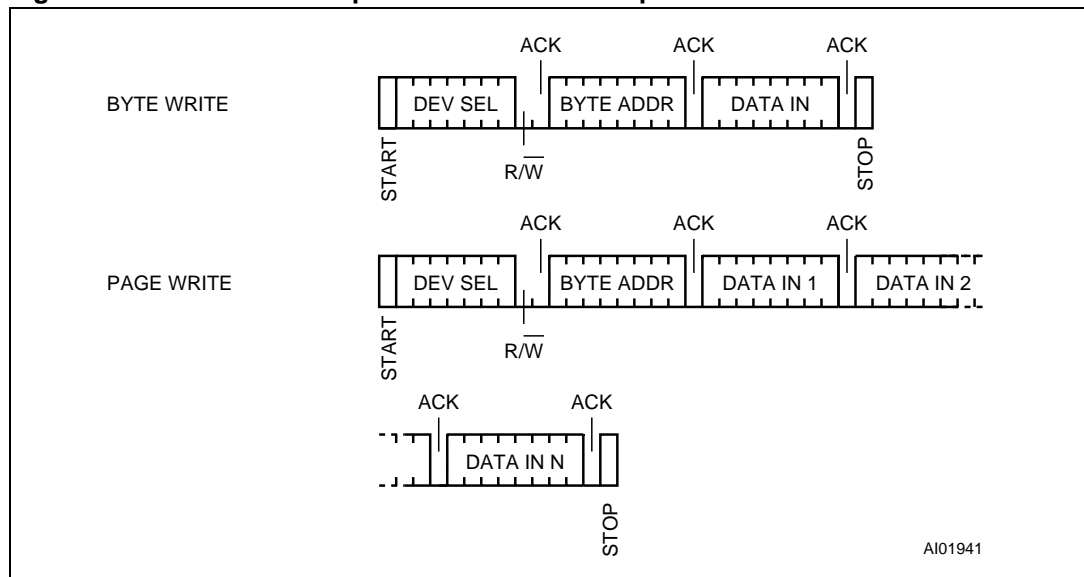 ACK ACK ACK
BYTE WRITE DEV SEL BYTE ADDR DATA IN
START R/W̅ STOP
ACK ACK ACK
PAGE WRITE DEV SEL BYTE ADDR DATA IN 1 DATA IN 2
START R/W̅
ACK ACK
DATA IN N
STOP
AI01941